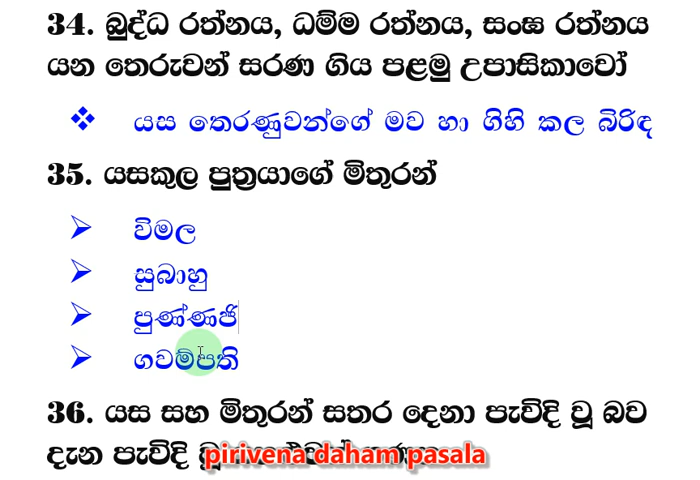 34. බුද්ධ රත්නය, ධම්ම රත්නය, සංඝ රත්නය
යන තෙරුවන් සරණ ගිය පළමු උපාසිකාවෝ
❖ යස තෙරණුවන්ගේ මව හා ගිහි කල බිරිඳ
35. යසකුල පුත්‍රයාගේ මිතුරන්
➢ විමල
➢ සුබාහු
➢ පුණ්ණජි
➢ ගවම්පති
36. යස සහ මිතුරන් සතර දෙනා පැවිදි වූ බව
දැන පැවිදි වූ
pirivena daham pasala